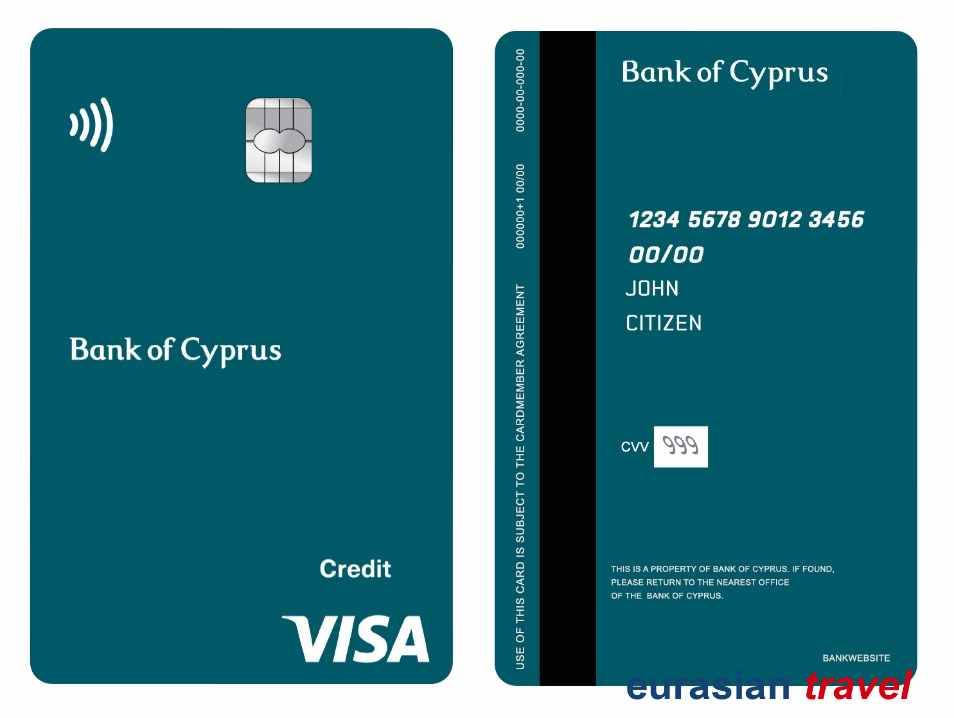 Bank of Cyprus
Credit
VISA
0000-00-000-00
000000+1 00/00
USE OF THIS CARD IS SUBJECT TO THE CARDMEMBER AGREEMENT
Bank of Cyprus
1234 5678 9012 3456
00/00
JOHN
CITIZEN
CVV 999
THIS IS A PROPERTY OF BANK OF CYPRUS. IF FOUND,
PLEASE RETURN TO THE NEAREST OFFICE
OF THE BANK OF CYPRUS.
BANKWEBSITE
eurasian travel